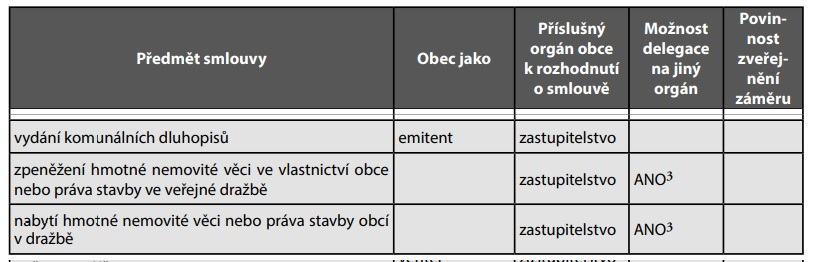 Předmět smlouvy
Obec jako
Příslušný
orgán obce
k rozhodnutí
o smlouvě
Možnost
delegace
na jiný
orgán
Povin-
nost
zveřej-
nění
záměru
vydání komunálních dluhopisů emitent zastupitelstvo
zpeněžení hmotné nemovité věci ve vlastnictví obce
nebo práva stavby ve veřejné dražbě
zastupitelstvo ANO³
nabytí hmotné nemovité věci nebo práva stavby obcí
v dražbě
zastupitelstvo ANO³